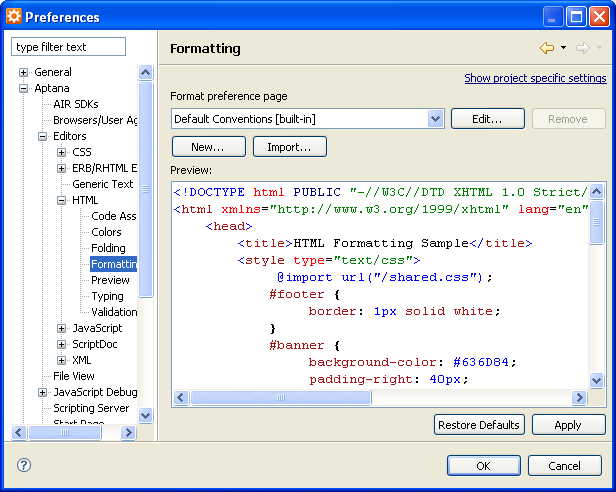 Preferences
type filter text
General
Aptana
AIR SDKs
Browsers/User Ag
Editors
CSS
ERB/RHTML E
Generic Text
HTML
Code Ass
Colors
Folding
Formattin
Preview
Typing
Validation
JavaScript
ScriptDoc
XML
File View
JavaScript Debug
Scripting Server
Start Page
Formatting
Show project specific settings
Format preference page
Default Conventions [built-in]
Edit...
Remove
New...
Import...
Preview:
<!DOCTYPE html PUBLIC "-//W3C//DTD XHTML 1.0 Strict/
<html xmlns="http://www.w3.org/1999/xhtml" lang="en"
<head>
<title>HTML Formatting Sample</title>
<style type="text/css">
@import url("/shared.css");
#footer {
border: 1px solid white;
}
#banner {
background-color: #636D84;
padding-right: 40px;
Restore Defaults
Apply
?
OK
Cancel